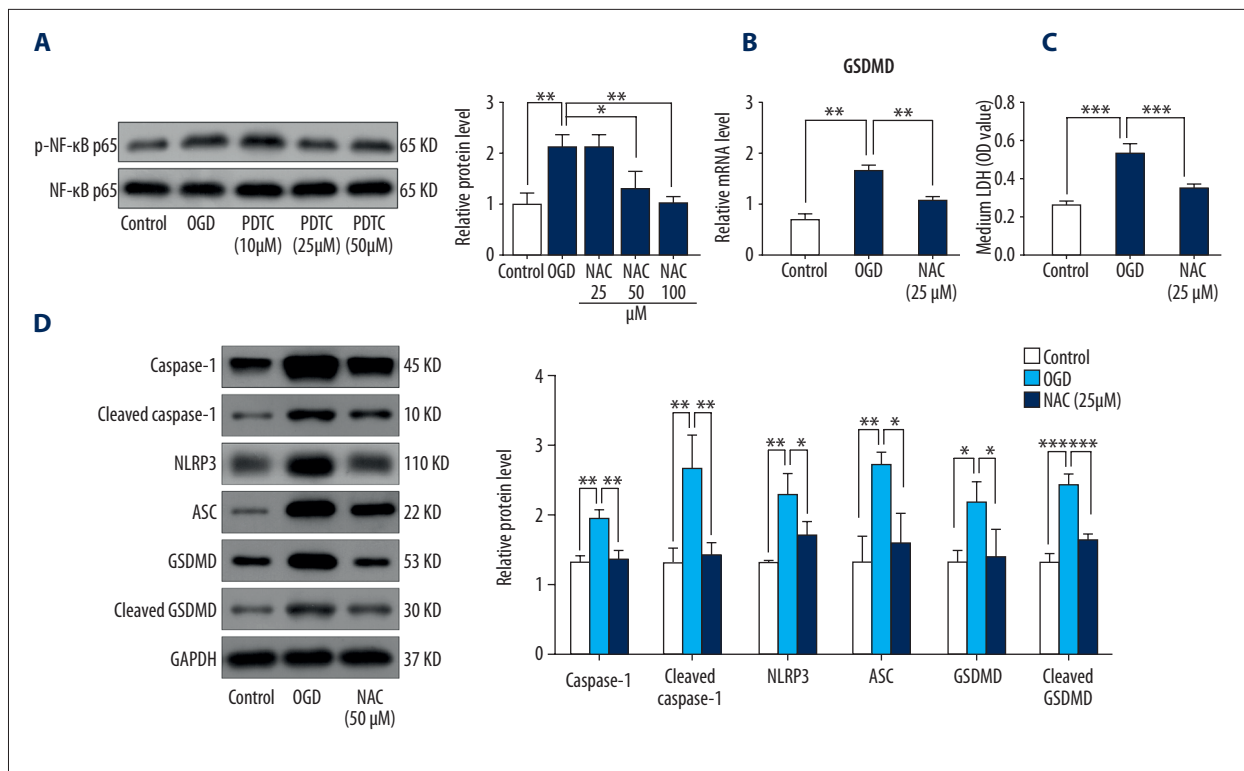 A
p-NF-κB p65
65 KD
NF-κB p65
65 KD
Control
OGD
PDTC
(10μM)
PDTC
(25μM)
PDTC
(50μM)
Relative protein level
3
2
1
0
**
*
**
Control
OGD
NAC
25
NAC
50
NAC
100
μM
B
GSDMD
Relative mRNA level
3
2
1
0
**
**
Control
OGD
NAC
(25 μM)
C
Medium LDH (OD value)
0.8
0.6
0.4
0.2
0.0
***
***
Control
OGD
NAC
(25 μM)
D
Caspase-1
45 KD
Cleaved caspase-1
10 KD
NLRP3
110 KD
ASC
22 KD
GSDMD
53 KD
Cleaved GSDMD
30 KD
GAPDH
37 KD
Control
OGD
NAC
(50 μM)
Control
OGD
NAC (25μM)
Relative protein level
4
3
2
1
0
** **
** **
** *
** *
* *
*** ***
Caspase-1
Cleaved
caspase-1
NLRP3
ASC
GSDMD
Cleaved
GSDMD